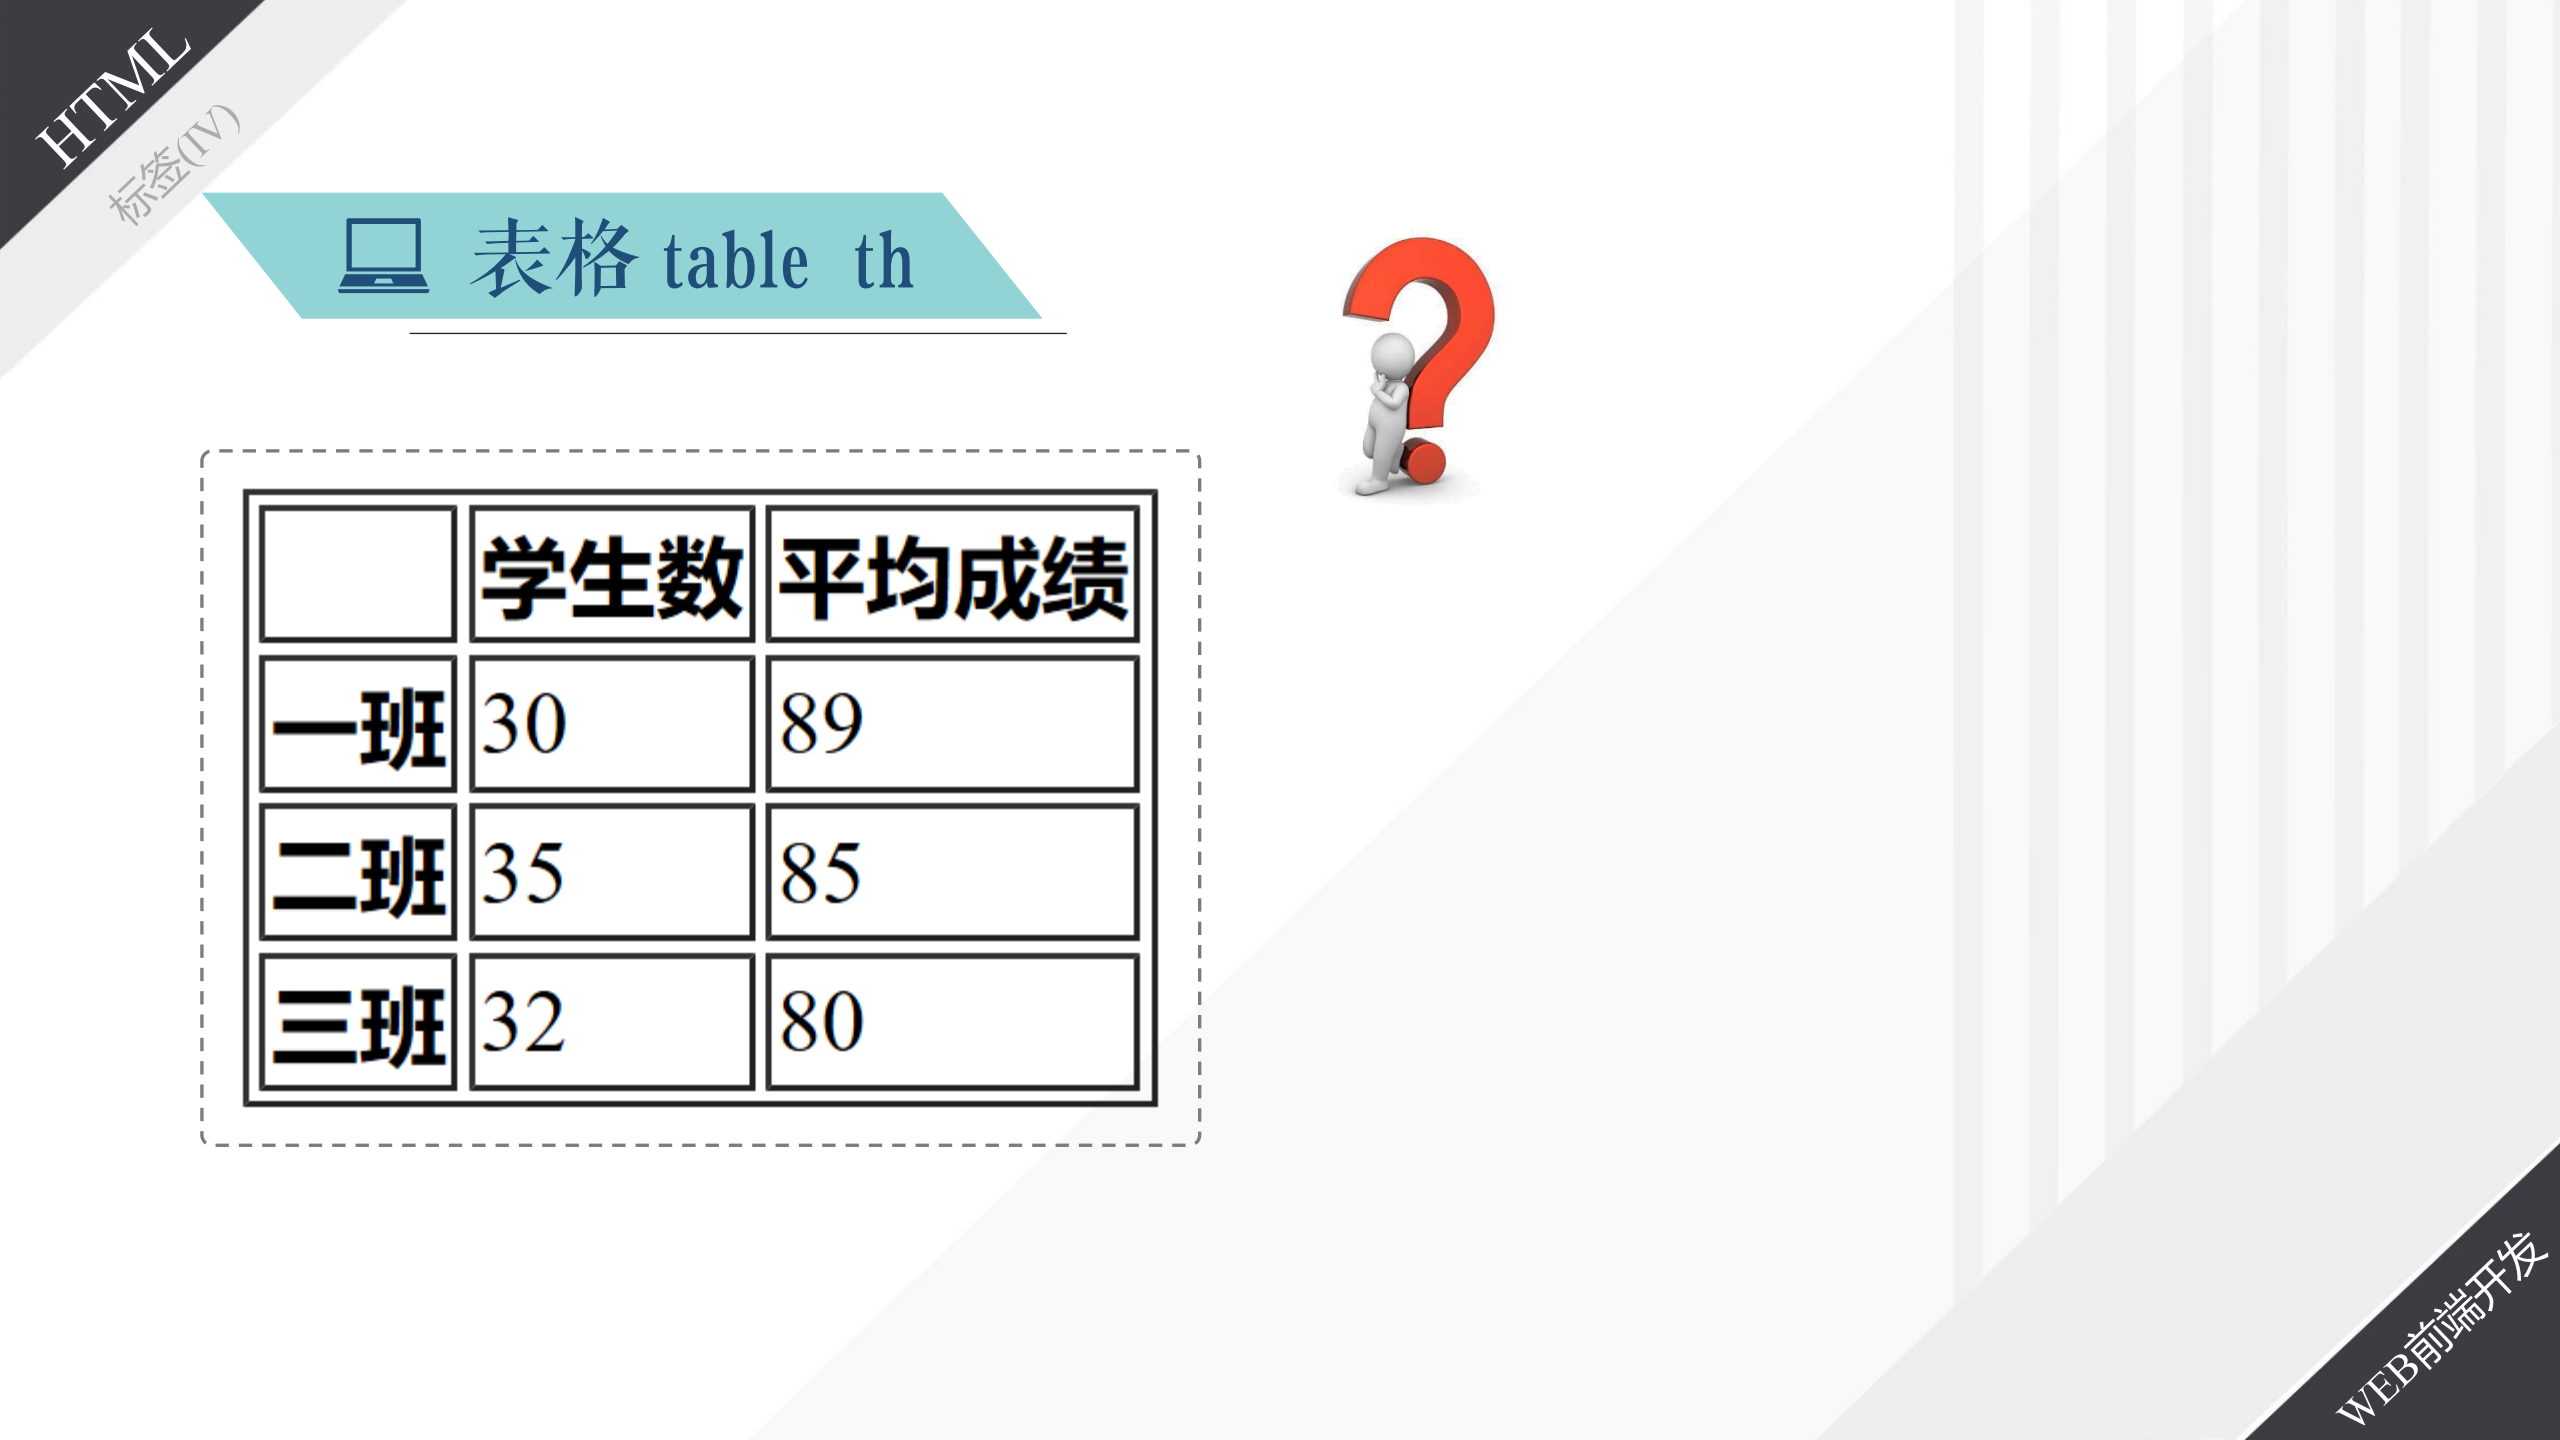 HTML
标签(IV)
表格 table th
学生数 平均成绩
一班 30 89
二班 35 85
三班 32 80
WEB前端开发